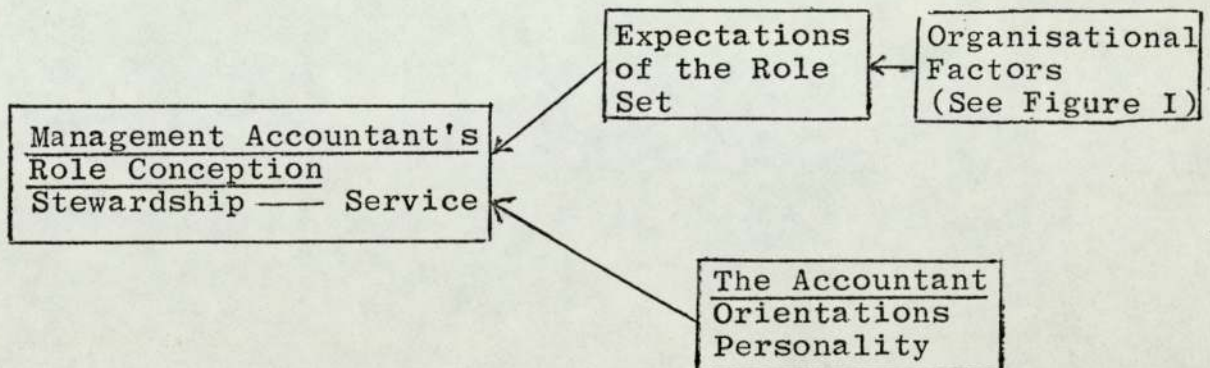 Expectations
of the Role
Set
Organisational
Factors
(See Figure I)
Management Accountant's
Role Conception
Stewardship —— Service
The Accountant
Orientations
Personality